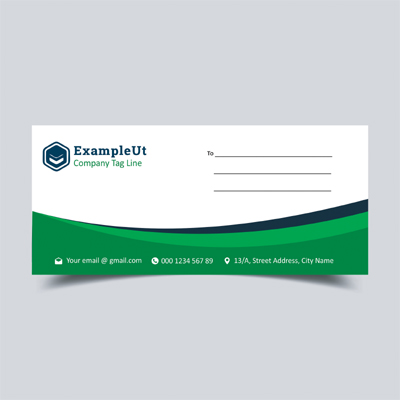 ExampleUt
Company Tag Line
To
Your email @ gmail.com
000 1234 567 89
13/A, Street Address, City Name